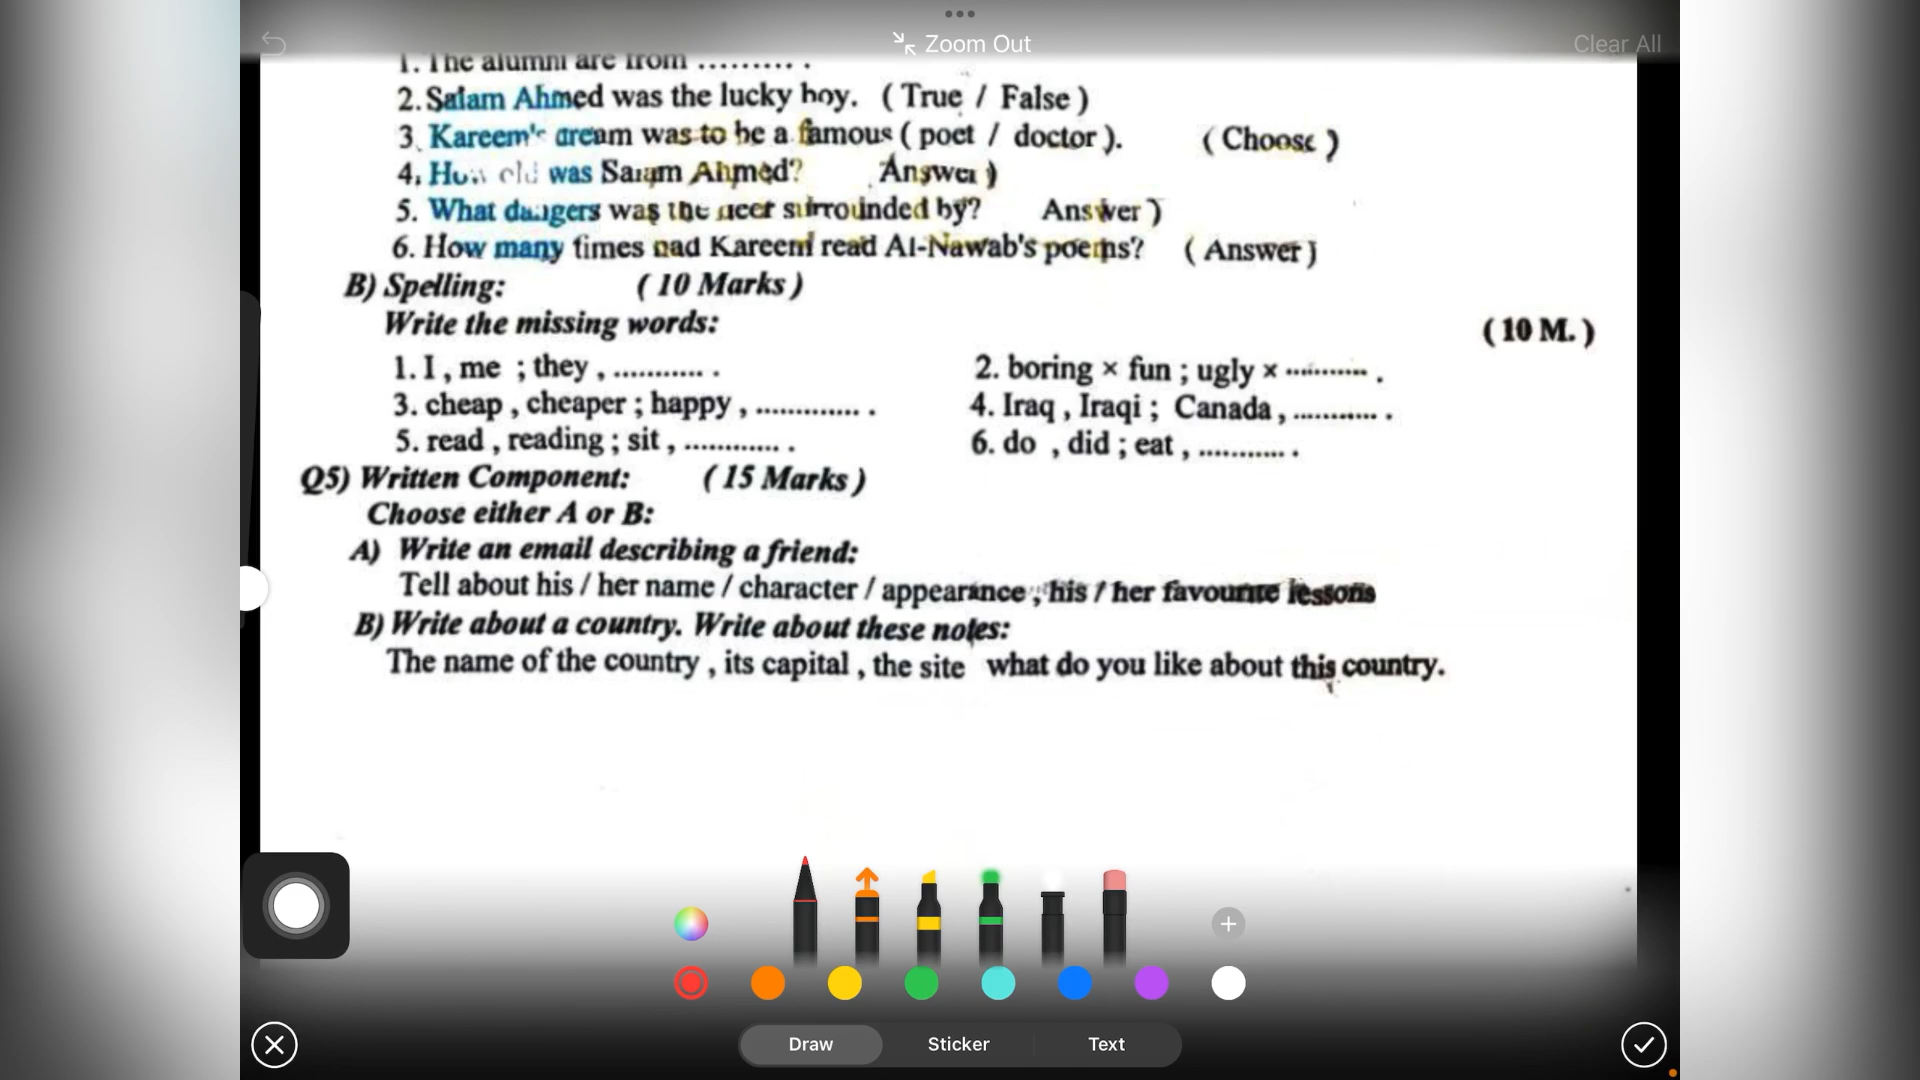 Zoom Out
Clear All
1. The alumni are from ......... .
2. Salam Ahmed was the lucky boy. ( True / False )
3. Kareem's dream was to be a famous ( poet / doctor ). ( Choose )
4. How old was Salam Ahmed? Answer )
5. What dangers was the deer surrounded by? Answer )
6. How many times had Kareem read Al-Nawab's poems? ( Answer )
B) Spelling: ( 10 Marks )
Write the missing words: ( 10 M. )
1. I , me ; they , ........... . 2. boring × fun ; ugly × ........... .
3. cheap , cheaper ; happy , ............. . 4. Iraq , Iraqi ; Canada , ........... .
5. read , reading ; sit , ............ . 6. do , did ; eat , ........... .
Q5) Written Component: ( 15 Marks )
Choose either A or B:
A) Write an email describing a friend:
Tell about his / her name / character / appearance , his / her favourite lessons
B) Write about a country. Write about these notes:
The name of the country , its capital , the site what do you like about this country.
Draw
Sticker
Text